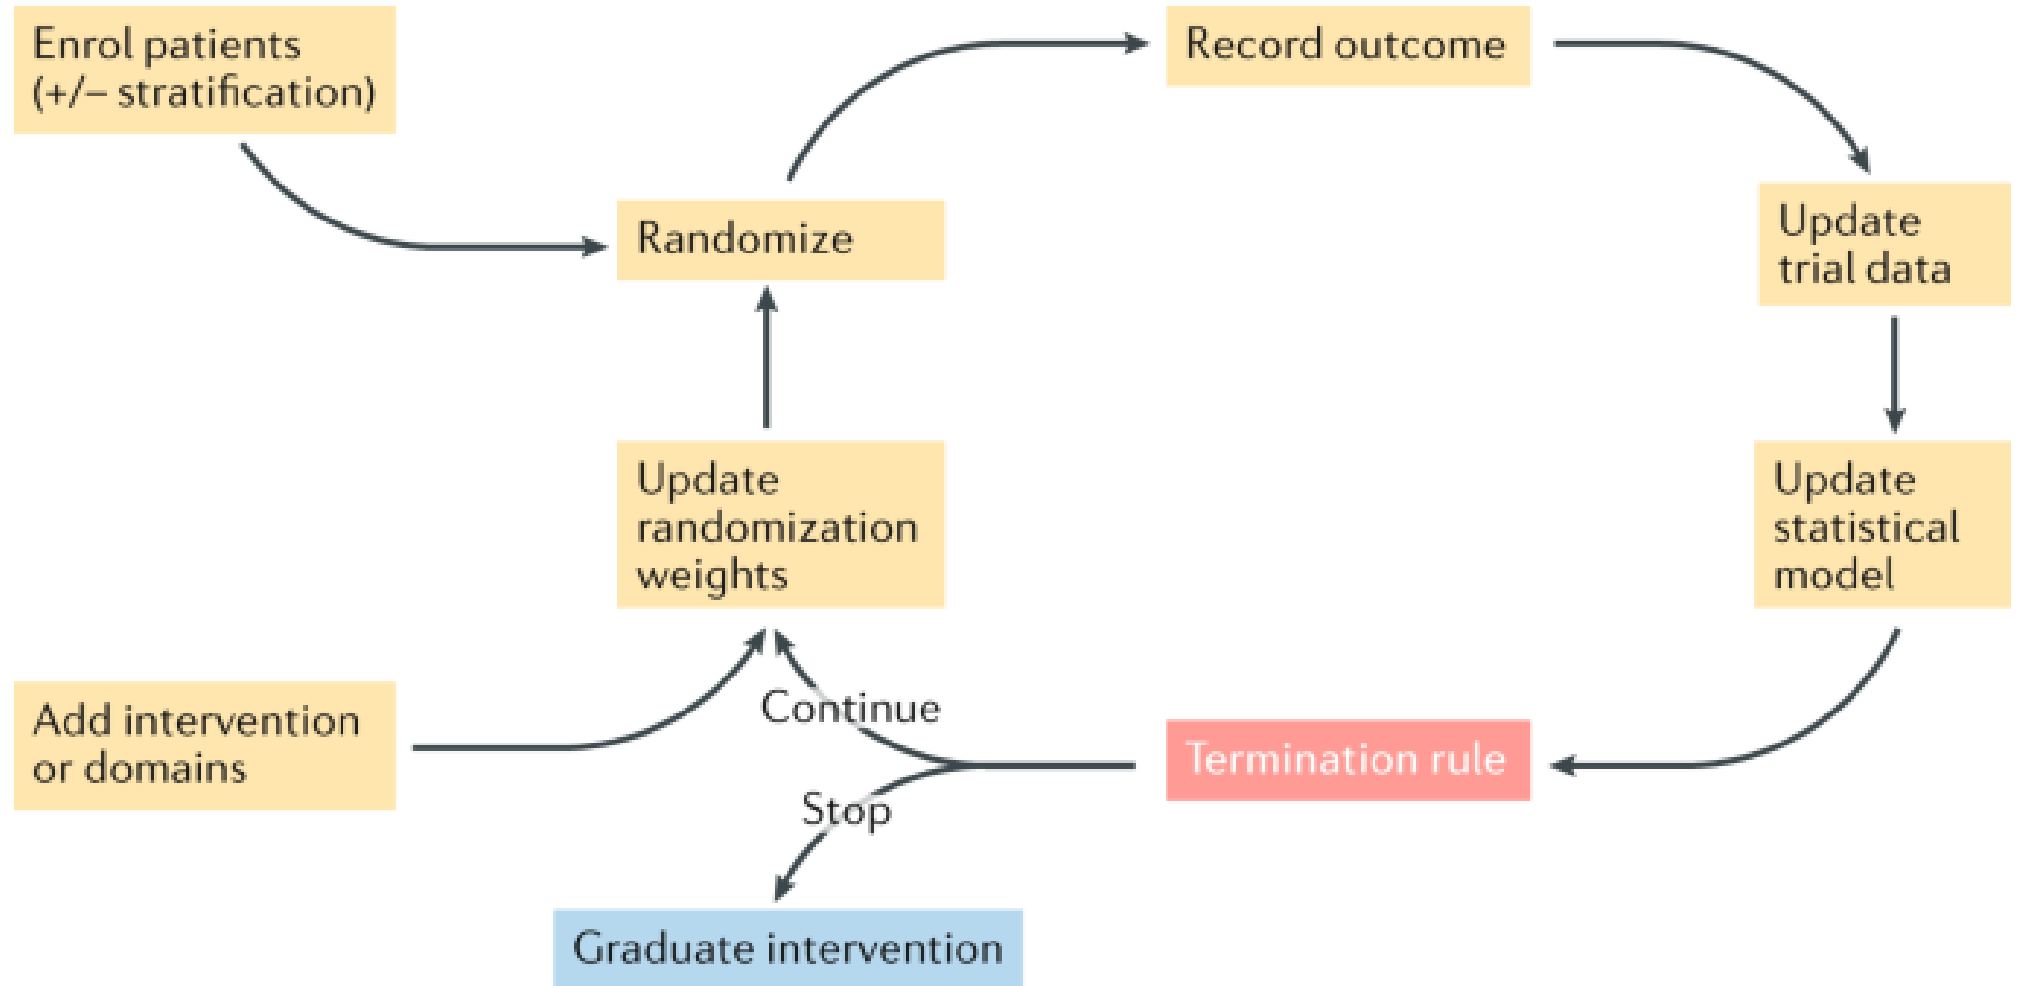 Enrol patients
(+/− stratification)
Record outcome
Randomize
Update
trial data
Update
randomization
weights
Update
statistical
model
Add intervention
or domains
Continue
Termination rule
Stop
Graduate intervention